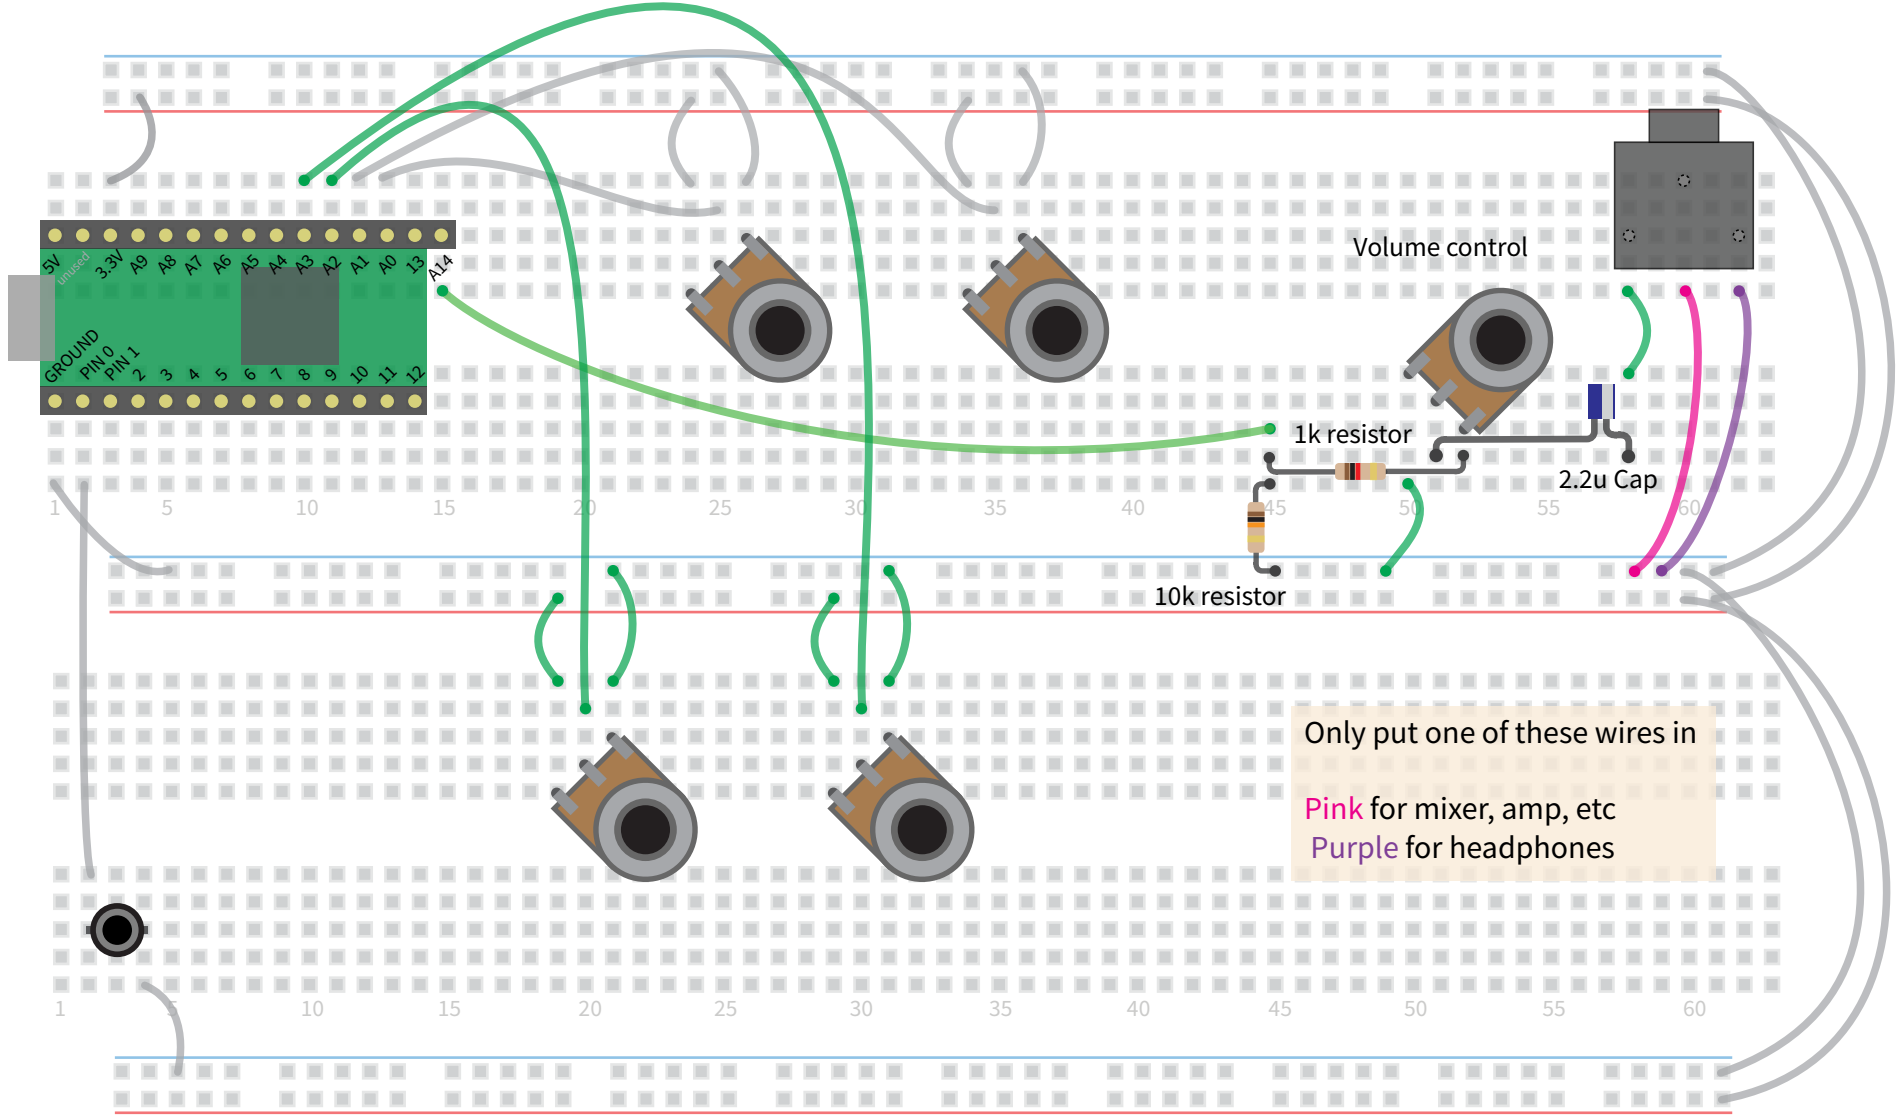 5V unused 3.3V A9 A8 A7 A6 A5 A4 A3 A2 A1 A0 13 A14
GROUND PIN 0 PIN 1 2 3 4 5 6 7 8 9 10 11 12
Volume control
1k resistor
2.2u Cap
1 5 10 15 20 25 30 35 40 45 50 55 60
10k resistor
Only put one of these wires in
Pink for mixer, amp, etc
Purple for headphones
1 5 10 15 20 25 30 35 40 45 50 55 60